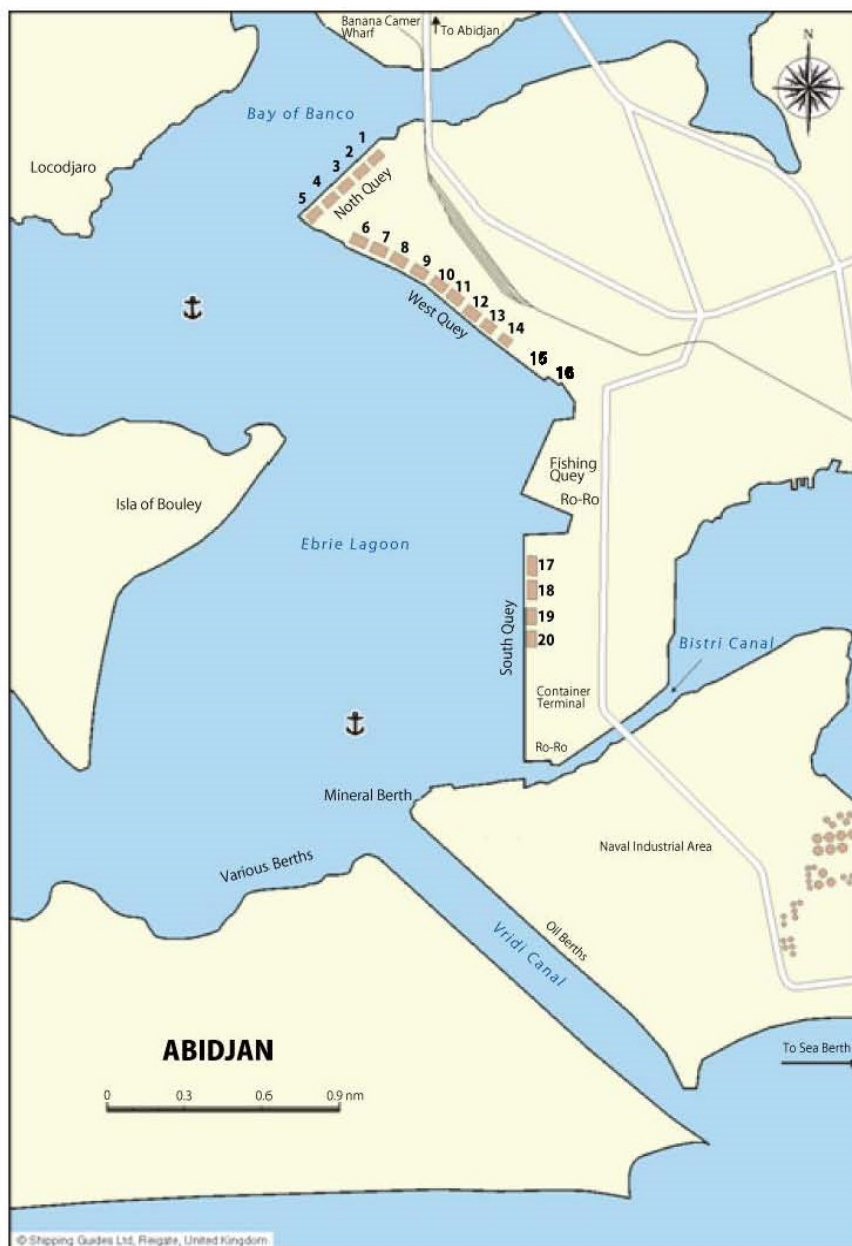 Banana Camer
Wharf
To Abidjan
N
Bay of Banco
Locodjaro
1
2
3
4
5
Noth Quey
6
7
8
9
10
11
12
13
14
15
16
West Quey
Fishing
Quey
Ro-Ro
Isla of Bouley
Ebrie Lagoon
17
18
19
20
South Quey
Bistri Canal
Container
Terminal
Ro-Ro
Mineral Berth
Naval Industrial Area
Various Berths
Oil Berths
Vridi Canal
ABIDJAN
To Sea Berth
0 0.3 0.6 0.9 nm
© Shipping Guides Ltd, Reigate, United Kingdom